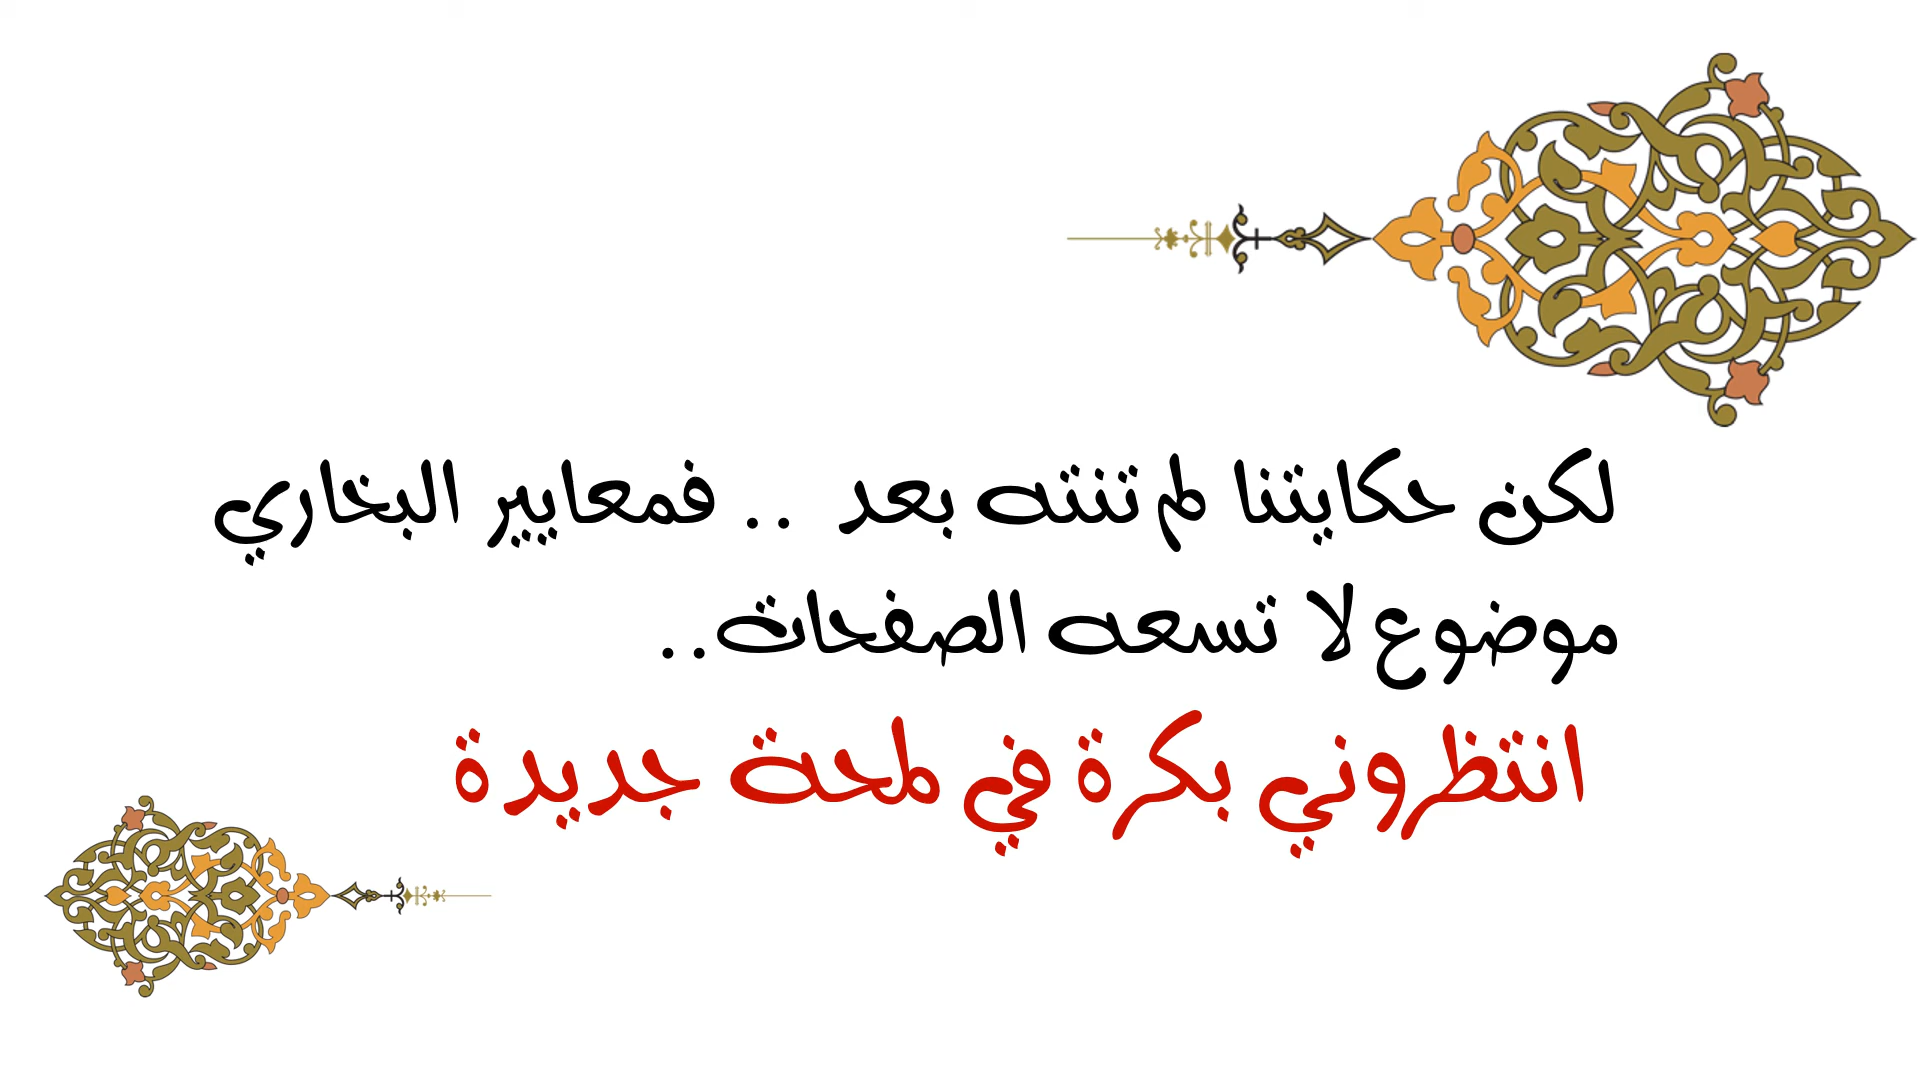 لكن حكايتنا لم تنته بعد .. فمعايير البخاري
موضوع لا تسعه الصفحات..
انتظروني بكرة في لمحة جديدة